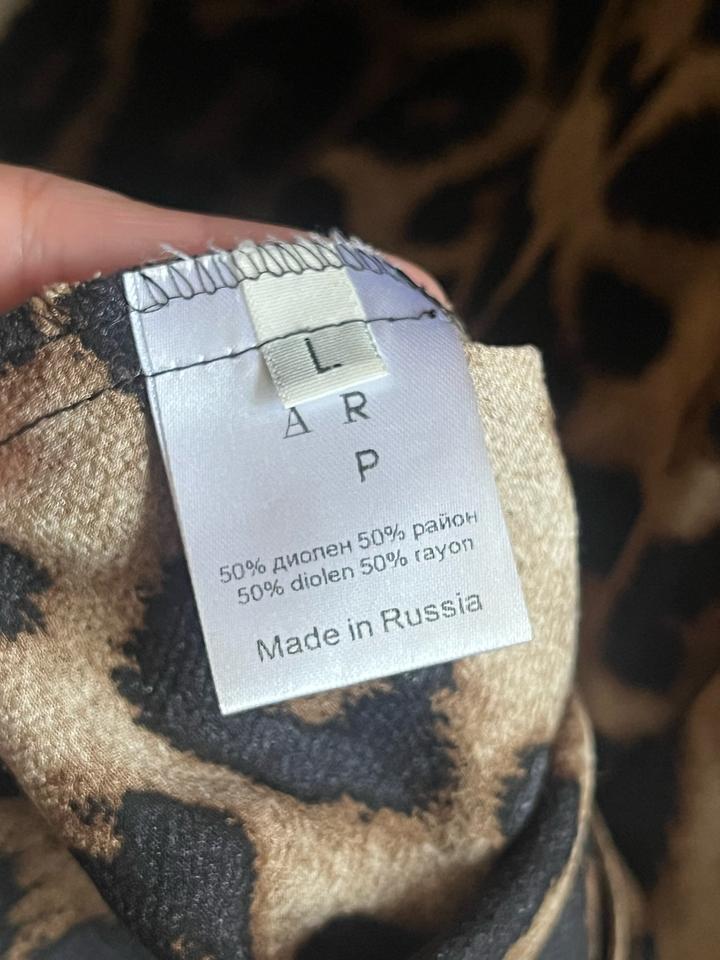 L
A R
P
50% диолен 50% район
50% diolen 50% rayon
Made in Russia